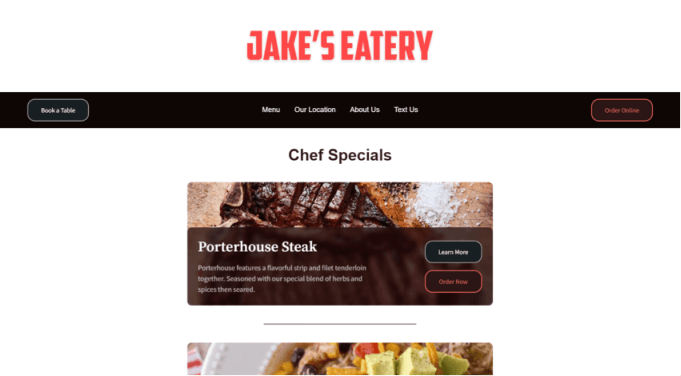 JAKE'S EATERY
Book a Table
Menu
Our Location
About Us
Text Us
Order Online
Chef Specials
Porterhouse Steak
Porterhouse features a flavorful strip and filet tenderloin
together. Seasoned with our special blend of herbs and
spices then seared.
Learn More
Order Now